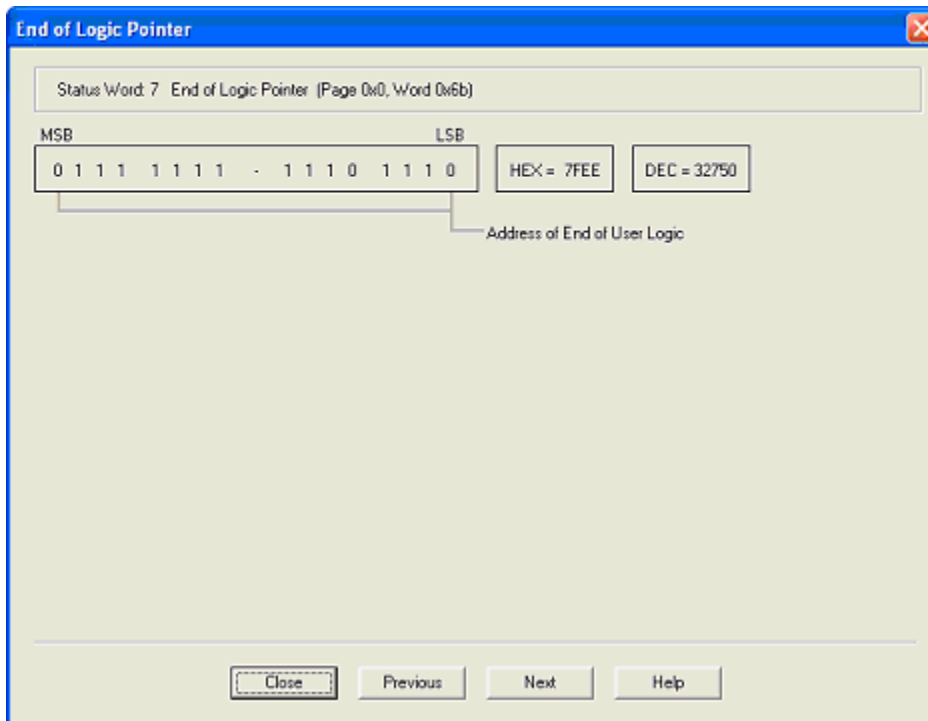 End of Logic Pointer
Status Word: 7 End of Logic Pointer (Page 0x0, Word 0x6b)
MSB LSB
0 1 1 1 1 1 1 1 - 1 1 1 0 1 1 1 0 HEX = 7FEE DEC = 32750
Address of End of User Logic
Close Previous Next Help